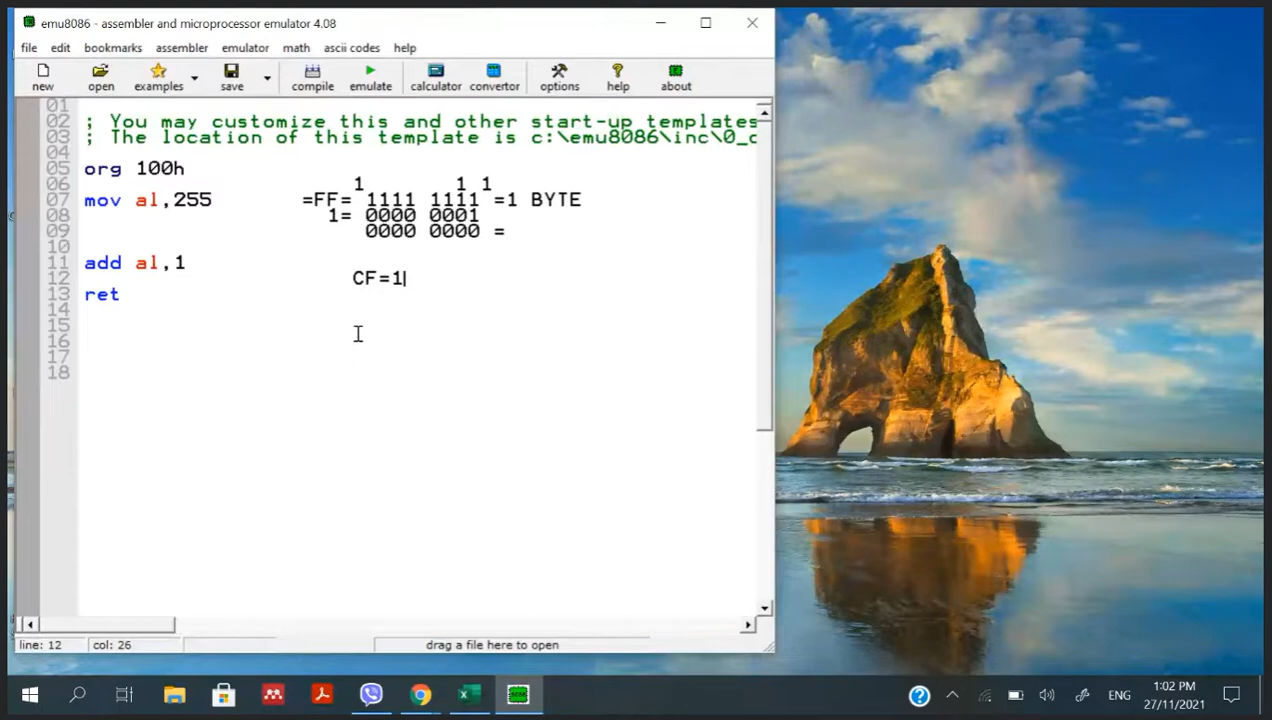 emu8086 - assembler and microprocessor emulator 4.08
file edit bookmarks assembler emulator math ascii codes help
new open examples save compile emulate calculator convertor options help about
01
02 ; You may customize this and other start-up templates
03 ; The location of this template is c:\emu8086\inc\0_c
04
05 org 100h
06 1 1 1
07 mov al,255 =FF= 1111 1111 =1 BYTE
08 1= 0000 0001
09 0000 0000 =
10
11 add al,1
12 CF=1
13 ret
14
15
16
17
18
line: 12 col: 26 drag a file here to open
ENG 1:02 PM
27/11/2021